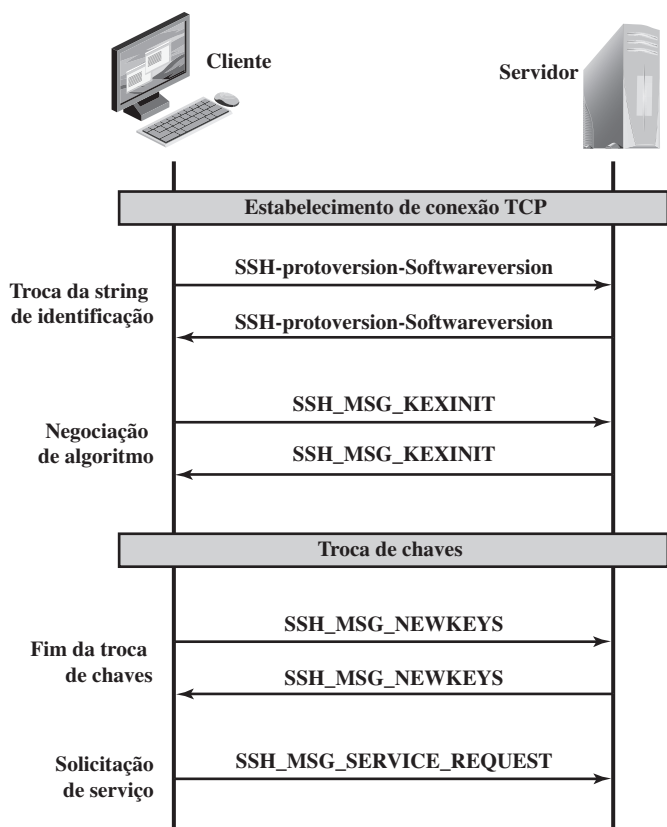 Cliente
Servidor
Estabelecimento de conexão TCP
SSH-protoversion-Softwareversion
Troca da string
de identificação
SSH-protoversion-Softwareversion
SSH_MSG_KEXINIT
Negociação
de algoritmo
SSH_MSG_KEXINIT
Troca de chaves
SSH_MSG_NEWKEYS
Fim da troca
de chaves
SSH_MSG_NEWKEYS
SSH_MSG_SERVICE_REQUEST
Solicitação
de serviço